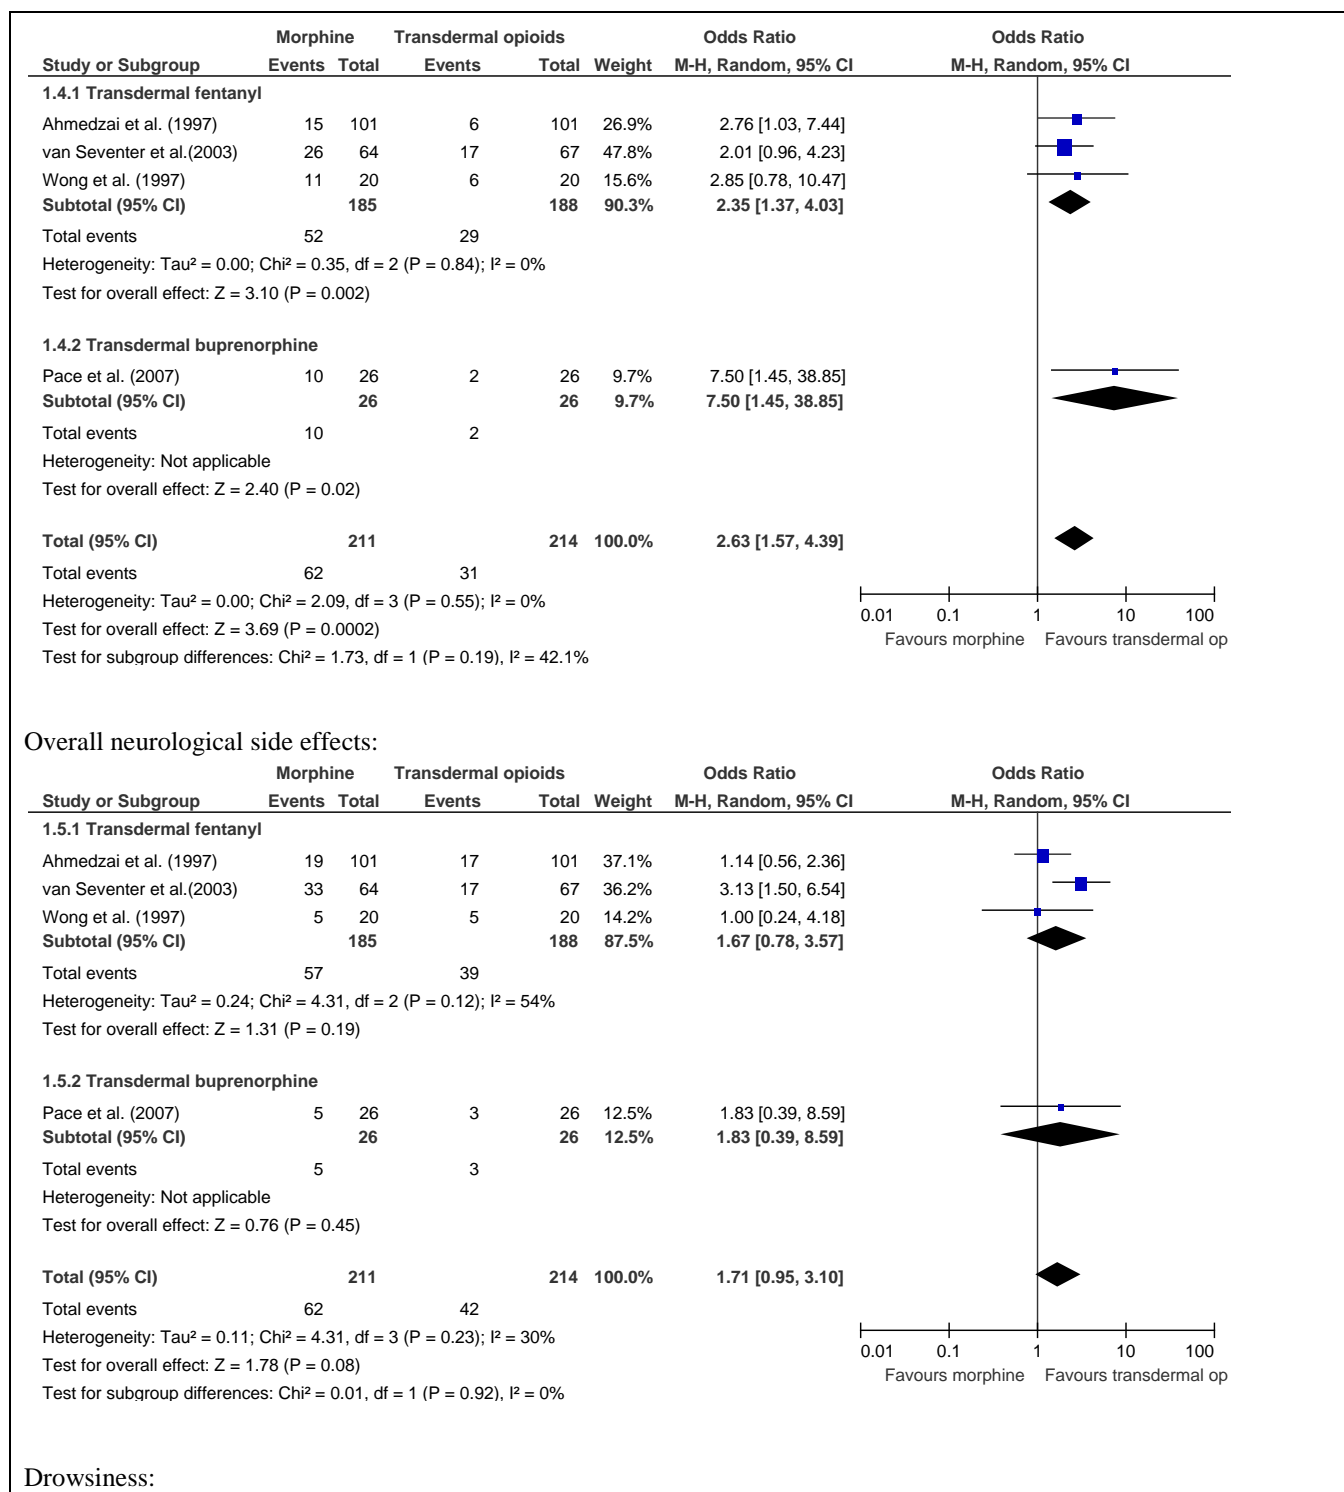 Morphine Transdermal opioids Odds Ratio Odds Ratio
Study or Subgroup Events Total Events Total Weight M-H, Random, 95% CI M-H, Random, 95% CI
1.4.1 Transdermal fentanyl
Ahmedzai et al. (1997) 15 101 6 101 26.9% 2.76 [1.03, 7.44]
van Seventer et al.(2003) 26 64 17 67 47.8% 2.01 [0.96, 4.23]
Wong et al. (1997) 11 20 6 20 15.6% 2.85 [0.78, 10.47]
Subtotal (95% CI) 185 188 90.3% 2.35 [1.37, 4.03]
Total events 52 29
Heterogeneity: Tau² = 0.00; Chi² = 0.35, df = 2 (P = 0.84); I² = 0%
Test for overall effect: Z = 3.10 (P = 0.002)
1.4.2 Transdermal buprenorphine
Pace et al. (2007) 10 26 2 26 9.7% 7.50 [1.45, 38.85]
Subtotal (95% CI) 26 26 9.7% 7.50 [1.45, 38.85]
Total events 10 2
Heterogeneity: Not applicable
Test for overall effect: Z = 2.40 (P = 0.02)
Total (95% CI) 211 214 100.0% 2.63 [1.57, 4.39]
Total events 62 31
Heterogeneity: Tau² = 0.00; Chi² = 2.09, df = 3 (P = 0.55); I² = 0%
Test for overall effect: Z = 3.69 (P = 0.0002)
Test for subgroup differences: Chi² = 1.73, df = 1 (P = 0.19), I² = 42.1%
0.01 0.1 1 10 100
Favours morphine Favours transdermal op
Overall neurological side effects:
Morphine Transdermal opioids Odds Ratio Odds Ratio
Study or Subgroup Events Total Events Total Weight M-H, Random, 95% CI M-H, Random, 95% CI
1.5.1 Transdermal fentanyl
Ahmedzai et al. (1997) 19 101 17 101 37.1% 1.14 [0.56, 2.36]
van Seventer et al.(2003) 33 64 17 67 36.2% 3.13 [1.50, 6.54]
Wong et al. (1997) 5 20 5 20 14.2% 1.00 [0.24, 4.18]
Subtotal (95% CI) 185 188 87.5% 1.67 [0.78, 3.57]
Total events 57 39
Heterogeneity: Tau² = 0.24; Chi² = 4.31, df = 2 (P = 0.12); I² = 54%
Test for overall effect: Z = 1.31 (P = 0.19)
1.5.2 Transdermal buprenorphine
Pace et al. (2007) 5 26 3 26 12.5% 1.83 [0.39, 8.59]
Subtotal (95% CI) 26 26 12.5% 1.83 [0.39, 8.59]
Total events 5 3
Heterogeneity: Not applicable
Test for overall effect: Z = 0.76 (P = 0.45)
Total (95% CI) 211 214 100.0% 1.71 [0.95, 3.10]
Total events 62 42
Heterogeneity: Tau² = 0.11; Chi² = 4.31, df = 3 (P = 0.23); I² = 30%
Test for overall effect: Z = 1.78 (P = 0.08)
Test for subgroup differences: Chi² = 0.01, df = 1 (P = 0.92), I² = 0%
0.01 0.1 1 10 100
Favours morphine Favours transdermal op
Drowsiness: